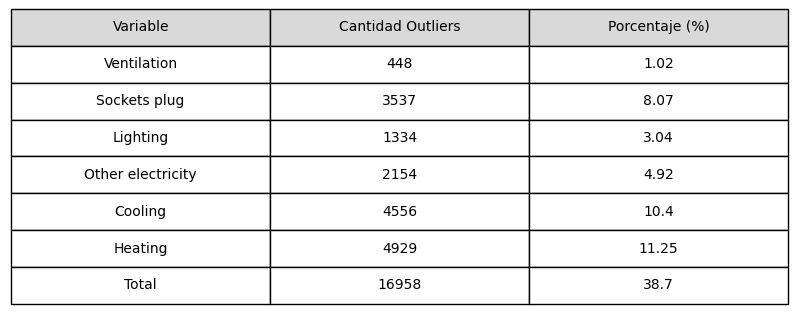 Variable Cantidad Outliers Porcentaje (%)
Ventilation 448 1.02
Sockets plug 3537 8.07
Lighting 1334 3.04
Other electricity 2154 4.92
Cooling 4556 10.4
Heating 4929 11.25
Total 16958 38.7